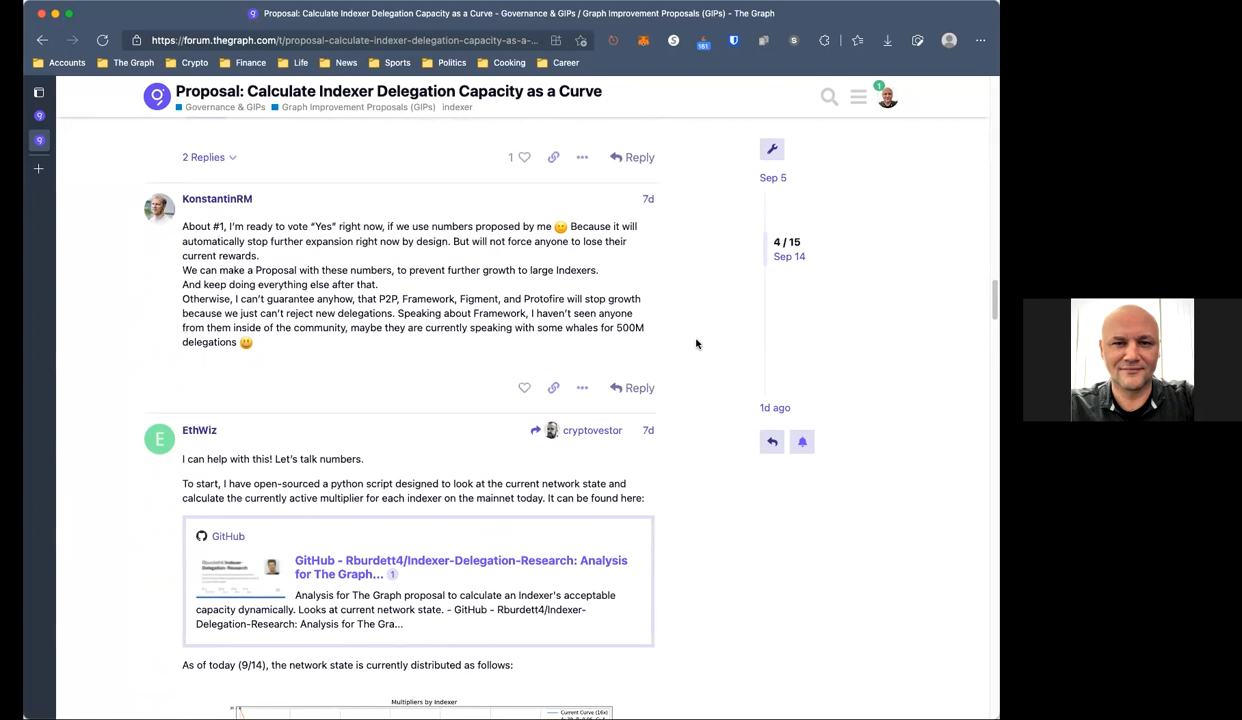 Proposal: Calculate Indexer Delegation Capacity as a Curve - Governance & GIPs / Graph Improvement Proposals (GIPs) - The Graph
https://forum.thegraph.com/t/proposal-calculate-indexer-delegation-capacity-as-a-...
161
Accounts The Graph Crypto Finance Life News Sports Politics Cooking Career
Proposal: Calculate Indexer Delegation Capacity as a Curve
Governance & GIPs Graph Improvement Proposals (GIPs) indexer
1
2 Replies
1
Reply
Sep 5
4 / 15
Sep 14
1d ago
KonstantinRM 7d
About #1, I'm ready to vote “Yes” right now, if we use numbers proposed by me 🙂 Because it will
automatically stop further expansion right now by design. But will not force anyone to lose their
current rewards.
We can make a Proposal with these numbers, to prevent further growth to large Indexers.
And keep doing everything else after that.
Otherwise, I can't guarantee anyhow, that P2P, Framework, Figment, and Protofire will stop growth
because we just can't reject new delegations. Speaking about Framework, I haven't seen anyone
from them inside of the community, maybe they are currently speaking with some whales for 500M
delegations 🙂
Reply
E
EthWiz cryptovestor 7d
I can help with this! Let's talk numbers.
To start, I have open-sourced a python script designed to look at the current network state and
calculate the currently active multiplier for each indexer on the mainnet today. It can be found here:
GitHub
GitHub - Rburdett4/Indexer-Delegation-Research: Analysis
for The Graph... 1
Analysis for The Graph proposal to calculate an Indexer's acceptable
capacity dynamically. Looks at current network state. - GitHub - Rburdett4/Indexer-
Delegation-Research: Analysis for The Gra...
As of today (9/14), the network state is currently distributed as follows:
Multipliers by Indexer
Current Curve (16x)